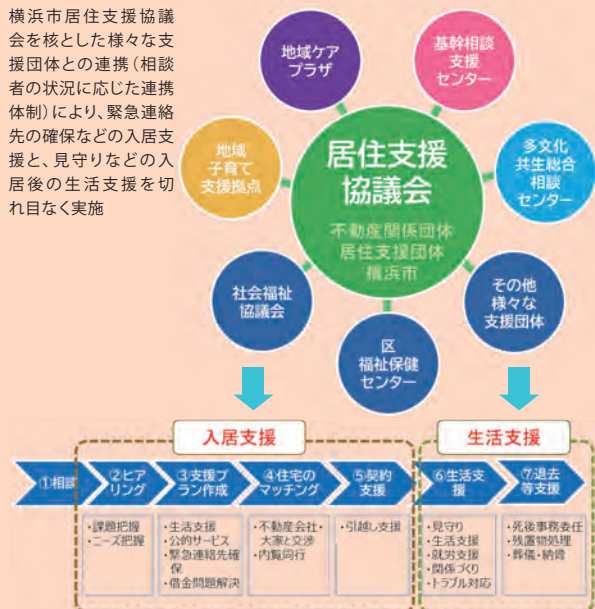 横浜市居住支援協議
会を核とした様々な支
援団体との連携(相談
者の状況に応じた連携
体制)により、緊急連絡
先の確保などの入居支
援と、見守りなどの入
居後の生活支援を切
れ目なく実施
地域ケア
プラザ
基幹相談
支援
センター
地域
子育て
支援拠点
居住支援
協議会
不動産関係団体
居住支援団体
横浜市
多文化
共生総合
相談
センター
社会福祉
協議会
区
福祉保健
センター
その他
様々な
支援団体
入居支援
生活支援
①相談
②ヒア
リング
③支援プ
ラン作成
④住宅の
マッチング
⑤契約
支援
⑥生活支
援
⑦退去
等支援
・課題把握
・ニーズ把握
・生活支援
・公的サービス
・緊急連絡先確
保
・借金問題解決
・不動産会社・
大家と交渉
・内覧同行
・引越し支援
・見守り
・生活支援
・就労支援
・関係づくり
・トラブル対応
・死後事務委任
・残置物処理
・葬儀・納骨